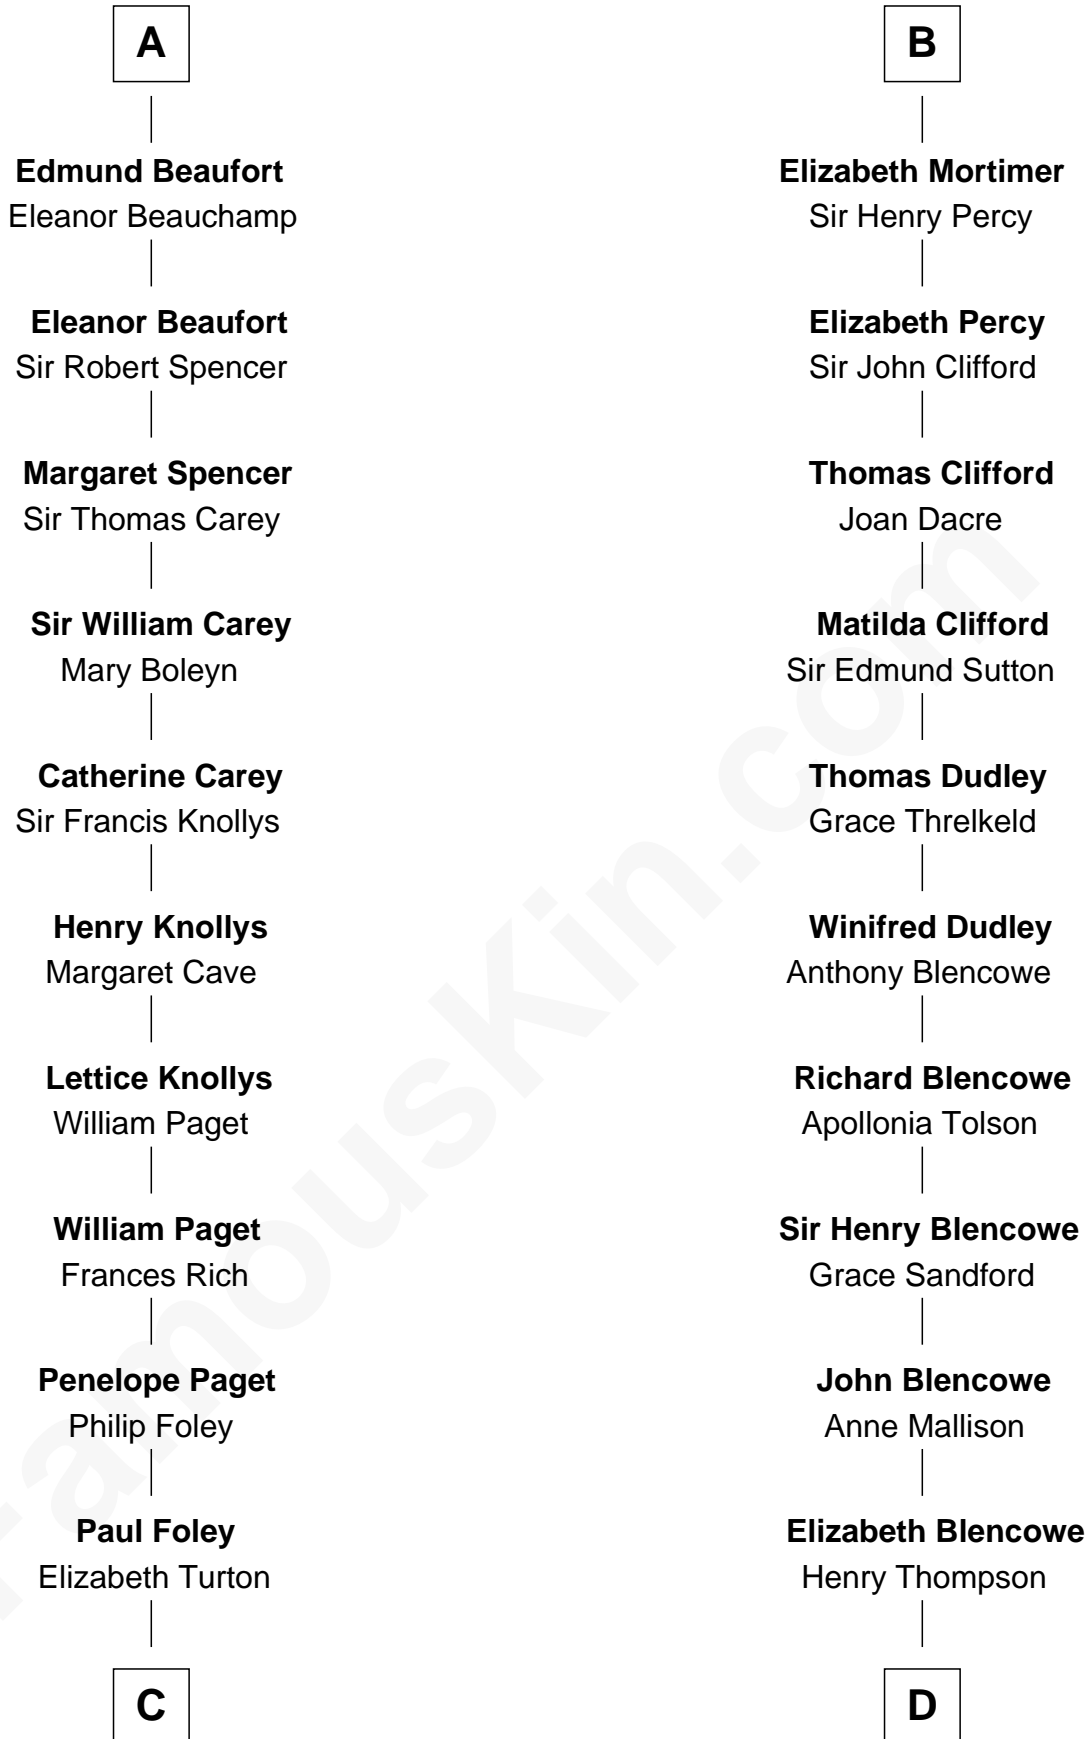 A
Edmund Beaufort
Eleanor Beauchamp
Eleanor Beaufort
Sir Robert Spencer
Margaret Spencer
Sir Thomas Carey
Sir William Carey
Mary Boleyn
Catherine Carey
Sir Francis Knollys
Henry Knollys
Margaret Cave
Lettice Knollys
William Paget
William Paget
Frances Rich
Penelope Paget
Philip Foley
Paul Foley
Elizabeth Turton
C
B
Elizabeth Mortimer
Sir Henry Percy
Elizabeth Percy
Sir John Clifford
Thomas Clifford
Joan Dacre
Matilda Clifford
Sir Edmund Sutton
Thomas Dudley
Grace Threlkeld
Winifred Dudley
Anthony Blencowe
Richard Blencowe
Apollonia Tolson
Sir Henry Blencowe
Grace Sandford
John Blencowe
Anne Mallison
Elizabeth Blencowe
Henry Thompson
D
FamousKin.com